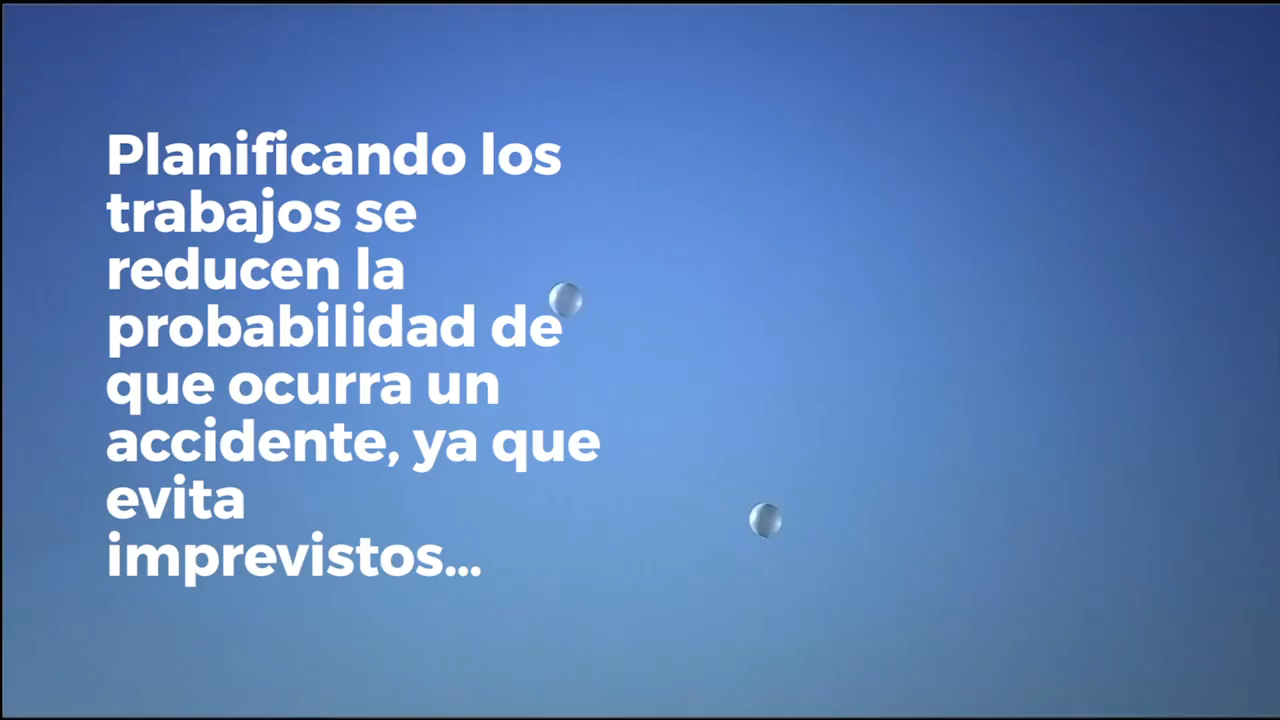 Planificando los
trabajos se
reducen la
probabilidad de
que ocurra un
accidente, ya que
evita
imprevistos...